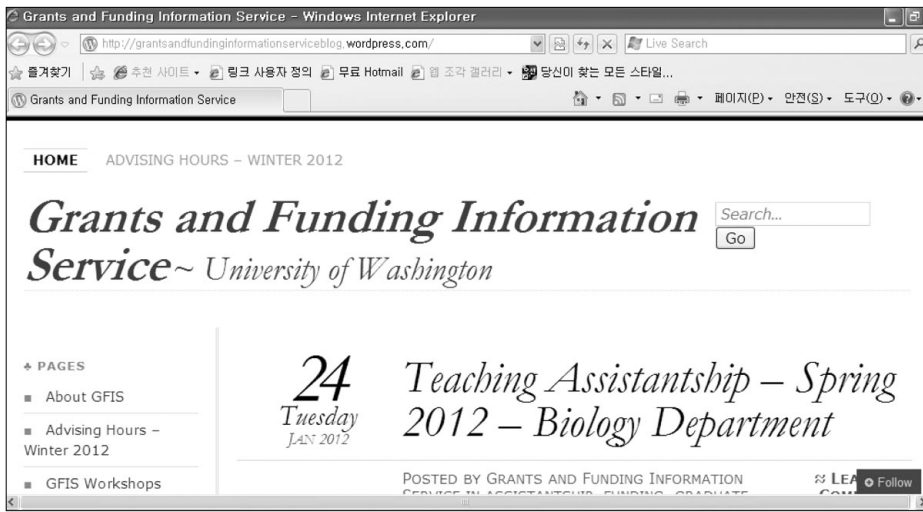 Grants and Funding Information Service - Windows Internet Explorer
http://grantsandfundinginformationserviceblog.wordpress.com/
Live Search
즐겨찾기 추천 사이트 링크 사용자 정의 무료 Hotmail 웹 조각 갤러리 당신이 찾는 모든 스타일...
Grants and Funding Information Service 페이지(P) 안전(S) 도구(O)
HOME ADVISING HOURS – WINTER 2012
Grants and Funding Information
Service ~ University of Washington
Search...
Go
PAGES
About GFIS
Advising Hours –
Winter 2012
GFIS Workshops
24
Tuesday
JAN 2012
Teaching Assistantship – Spring
2012 – Biology Department
POSTED BY GRANTS AND FUNDING INFORMATION
SERVICE IN ASSISTANTSHIP, FUNDING, GRADUATE
Follow